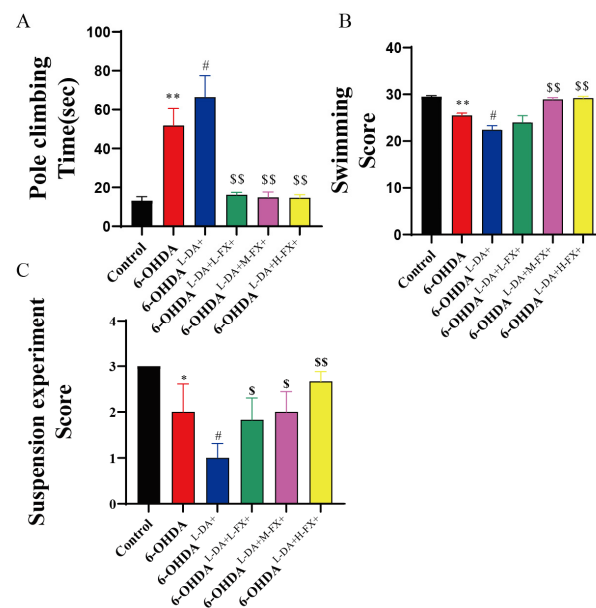 A
Pole climbing
Time(sec)
100
80
60
40
20
0
**
#
$$
$$
$$
Control
6-OHDA
6-OHDA L-DA+
6-OHDA L-DA+L-FX+
6-OHDA L-DA+M-FX+
6-OHDA L-DA+H-FX+
B
Swimming
Score
40
30
20
10
0
**
#
$$
$$
Control
6-OHDA
6-OHDA L-DA+
6-OHDA L-DA+L-FX+
6-OHDA L-DA+M-FX+
6-OHDA L-DA+H-FX+
C
Suspension experiment
Score
4
3
2
1
0
*
#
$
$
$$
Control
6-OHDA
6-OHDA L-DA+
6-OHDA L-DA+L-FX+
6-OHDA L-DA+M-FX+
6-OHDA L-DA+H-FX+